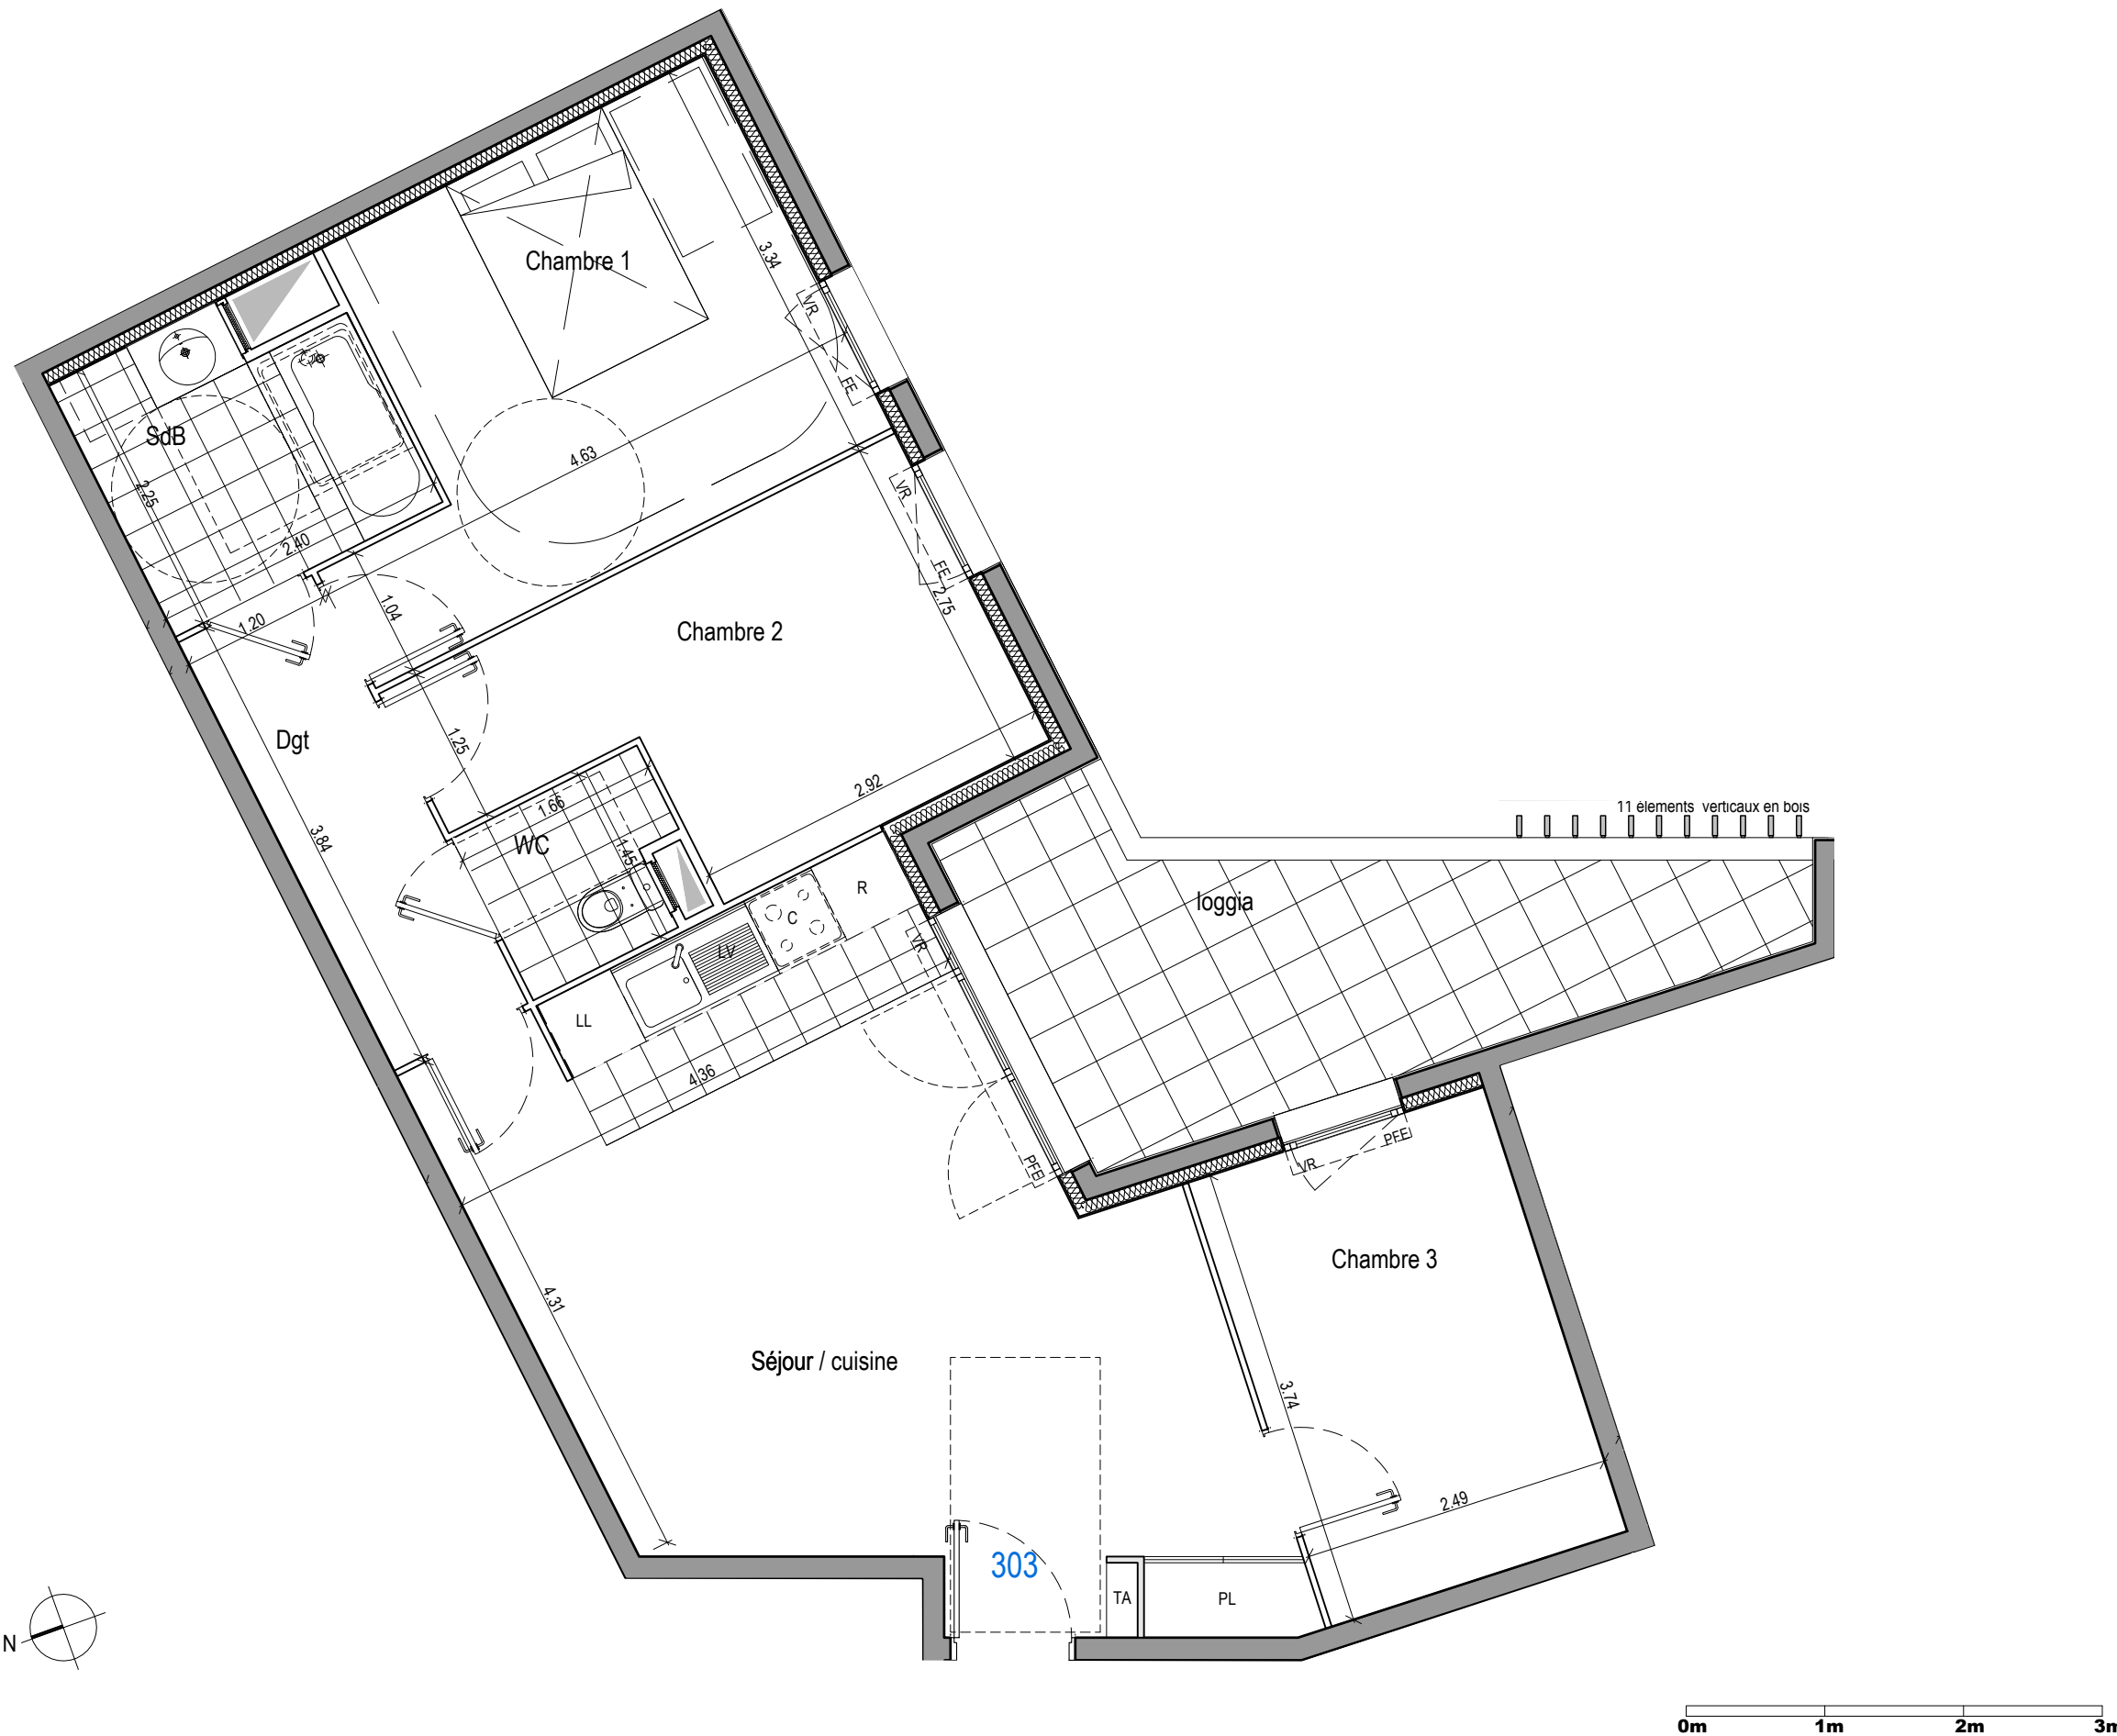 Chambre 1
3.34
VR
FE
SdB
2.25
2.40
4.63
VR
FE
2.75
1.20
1.04
Chambre 2
Dgt
1.25
2.92
1.66
WC
1.45
3.84
11 élements verticaux en bois
R
C
LV
LL
VR
loggia
4.36
PFE
VR
PFE
Chambre 3
4.31
Séjour / cuisine
3.74
2.49
303
TA
PL
N
0m
1m
2m
3m